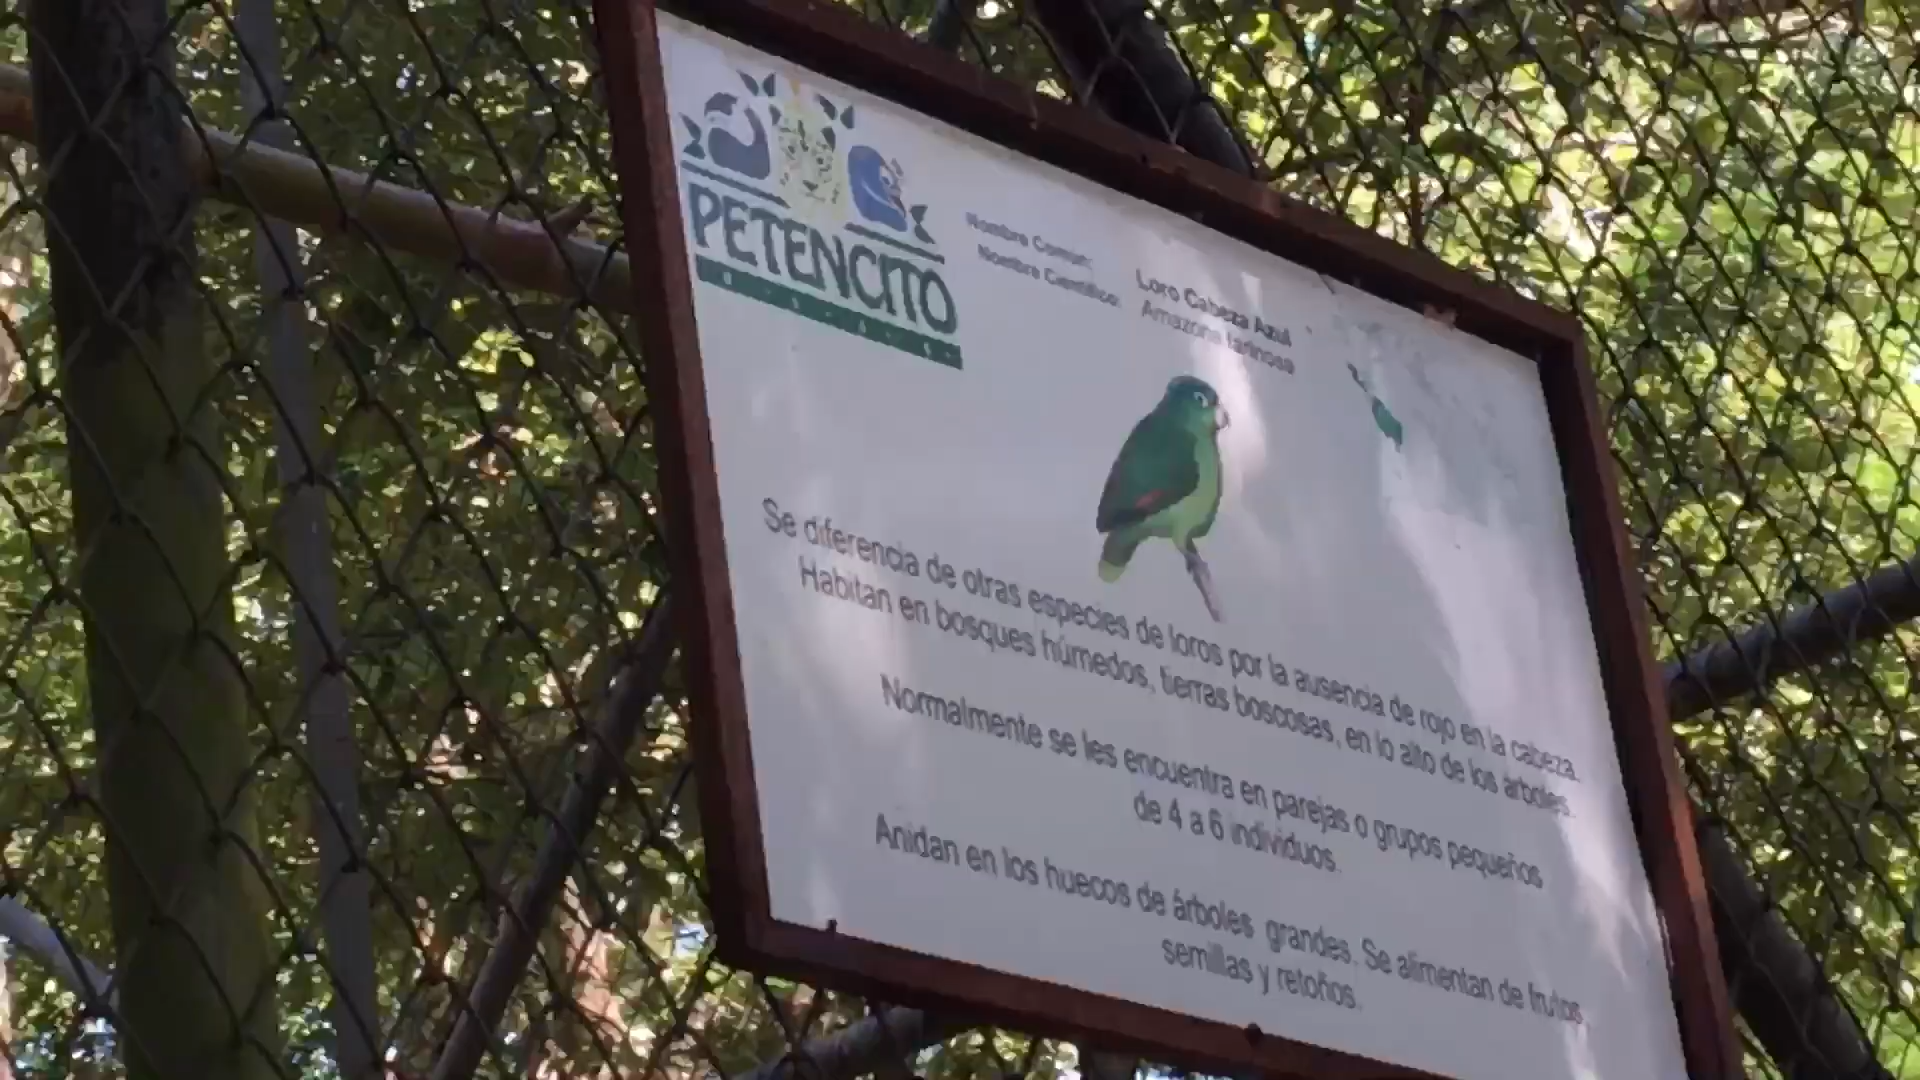 PETENCITO
Nombre Comun: Loro Cabeza Azul
Nombre Científico: Amazona farinosa
Se diferencia de otras especies de loros por la ausencia de rojo en la cabeza.
Habitan en bosques húmedos, tierras boscosas, en lo alto de los árboles.
Normalmente se les encuentra en parejas o grupos pequeños
de 4 a 6 individuos.
Anidan en los huecos de árboles grandes. Se alimentan de frutos,
semillas y retoños.